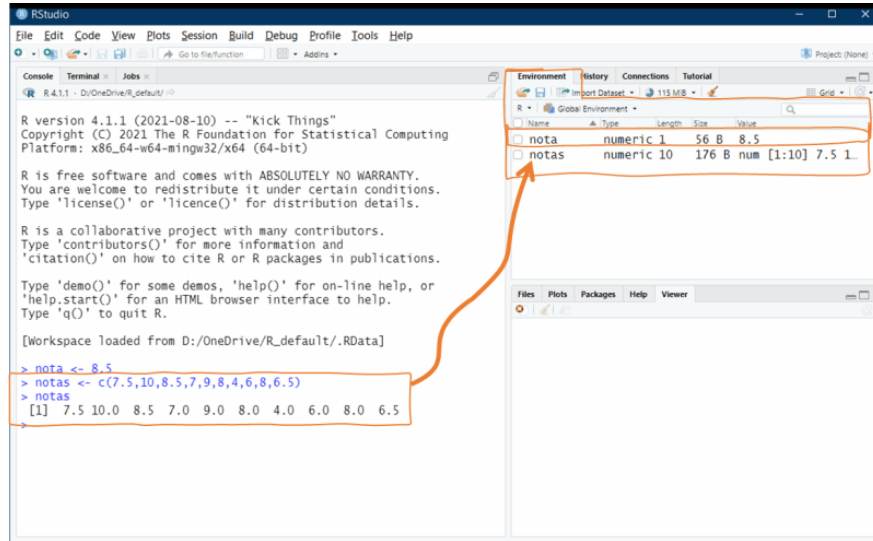 RStudio
File Edit Code View Plots Session Build Debug Profile Tools Help
Go to file/function Addins Project: (None)
Console Terminal Jobs
R 4.1.1 · D:/OneDrive/R_default/
R version 4.1.1 (2021-08-10) -- "Kick Things"
Copyright (C) 2021 The R Foundation for Statistical Computing
Platform: x86_64-w64-mingw32/x64 (64-bit)
R is free software and comes with ABSOLUTELY NO WARRANTY.
You are welcome to redistribute it under certain conditions.
Type 'license()' or 'licence()' for distribution details.
R is a collaborative project with many contributors.
Type 'contributors()' for more information and
'citation()' on how to cite R or R packages in publications.
Type 'demo()' for some demos, 'help()' for on-line help, or
'help.start()' for an HTML browser interface to help.
Type 'q()' to quit R.
[Workspace loaded from D:/OneDrive/R_default/.RData]
> nota <- 8.5
> notas <- c(7.5,10,8.5,7,9,8,4,6,8,6.5)
> notas
[1] 7.5 10.0 8.5 7.0 9.0 8.0 4.0 6.0 8.0 6.5
>
Environment History Connections Tutorial
Import Dataset 115 MiB Grid
R Global Environment
Name Type Length Size Value
nota numeric 1 56 B 8.5
notas numeric 10 176 B num [1:10] 7.5 1…
Files Plots Packages Help Viewer